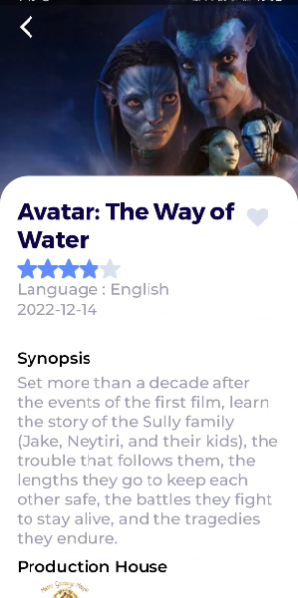 Avatar: The Way of
Water
Language : English
2022-12-14
Synopsis
Set more than a decade after
the events of the first film, learn
the story of the Sully family
(Jake, Neytiri, and their kids), the
trouble that follows them, the
lengths they go to keep each
other safe, the battles they fight
to stay alive, and the tragedies
they endure.
Production House